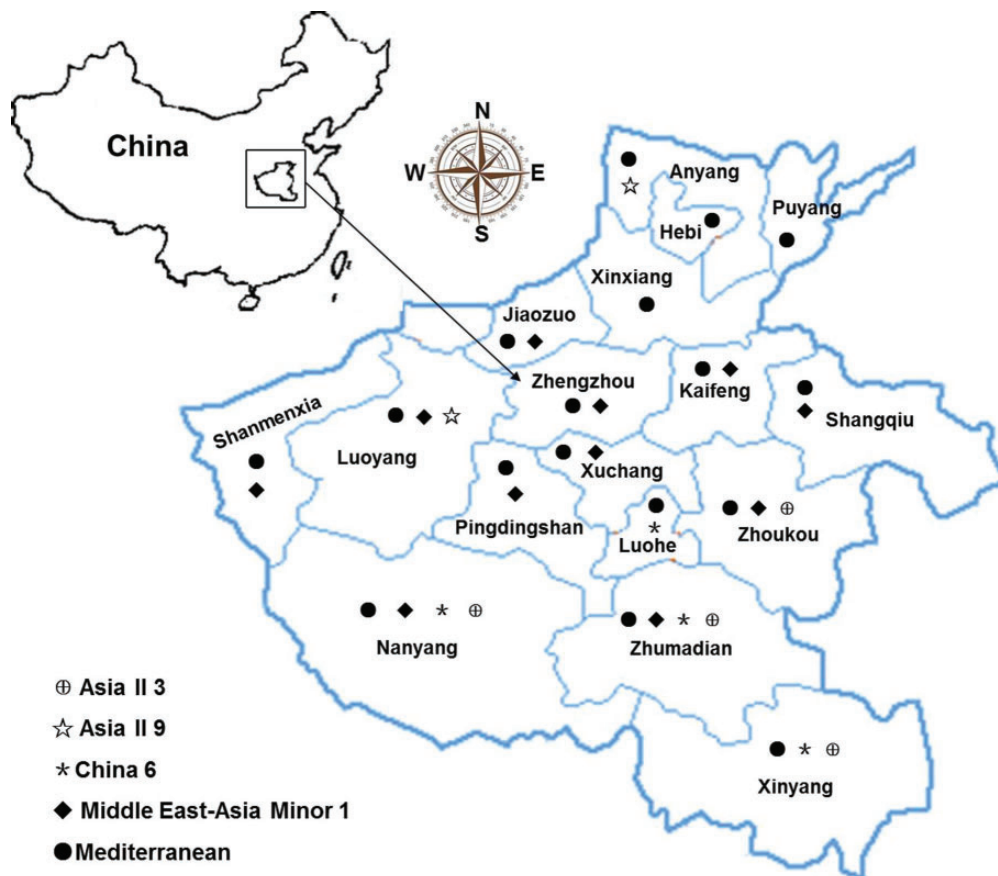 China
N
W
E
S
Anyang
Puyang
Hebi
Xinxiang
Jiaozuo
Zhengzhou
Kaifeng
Shangqiu
Shanmenxia
Luoyang
Xuchang
Pingdingshan
Luohe
Zhoukou
Nanyang
Zhumadian
Xinyang
Asia II 3
Asia II 9
China 6
Middle East-Asia Minor 1
Mediterranean